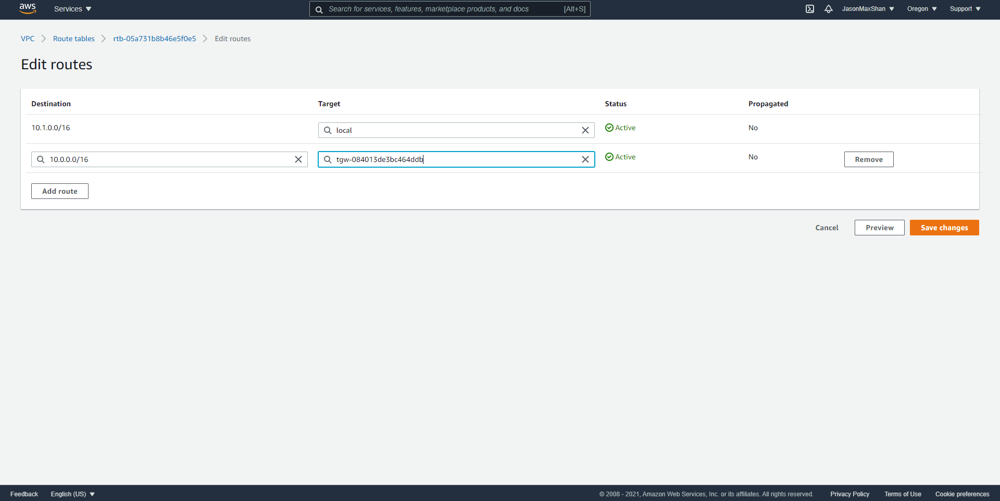 aws Services Search for services, features, marketplace products, and docs [Alt+S] JasonMaxShan Oregon Support
VPC Route tables rtb-05a731b8b46e5f0e5 Edit routes
Edit routes
Destination Target Status Propagated
10.1.0.0/16 local Active No
10.0.0.0/16 tgw-084013de3bc464ddb Active No Remove
Add route
Cancel Preview Save changes
Feedback English (US) © 2008 - 2021, Amazon Web Services, Inc. or its affiliates. All rights reserved. Privacy Policy Terms of Use Cookie preferences